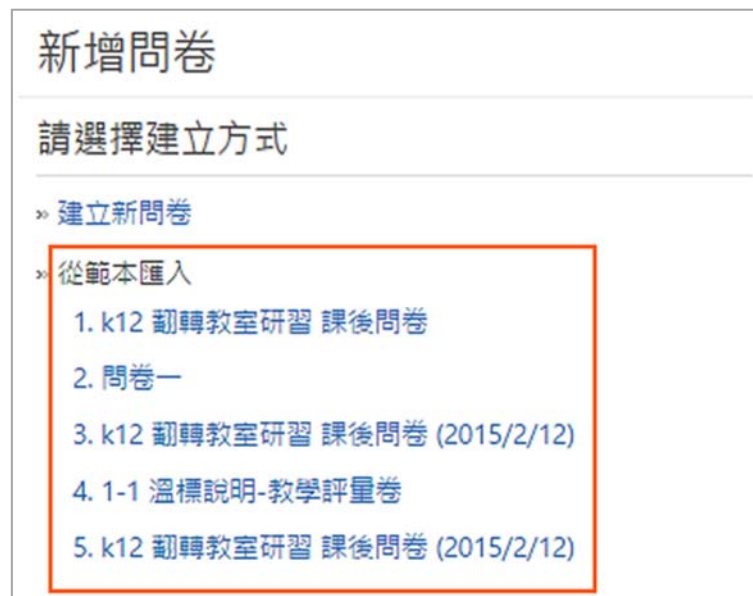 新增問卷
請選擇建立方式
» 建立新問卷
» 從範本匯入
1. k12 翻轉教室研習 課後問卷
2. 問卷一
3. k12 翻轉教室研習 課後問卷 (2015/2/12)
4. 1-1 溫標說明-教學評量卷
5. k12 翻轉教室研習 課後問卷 (2015/2/12)